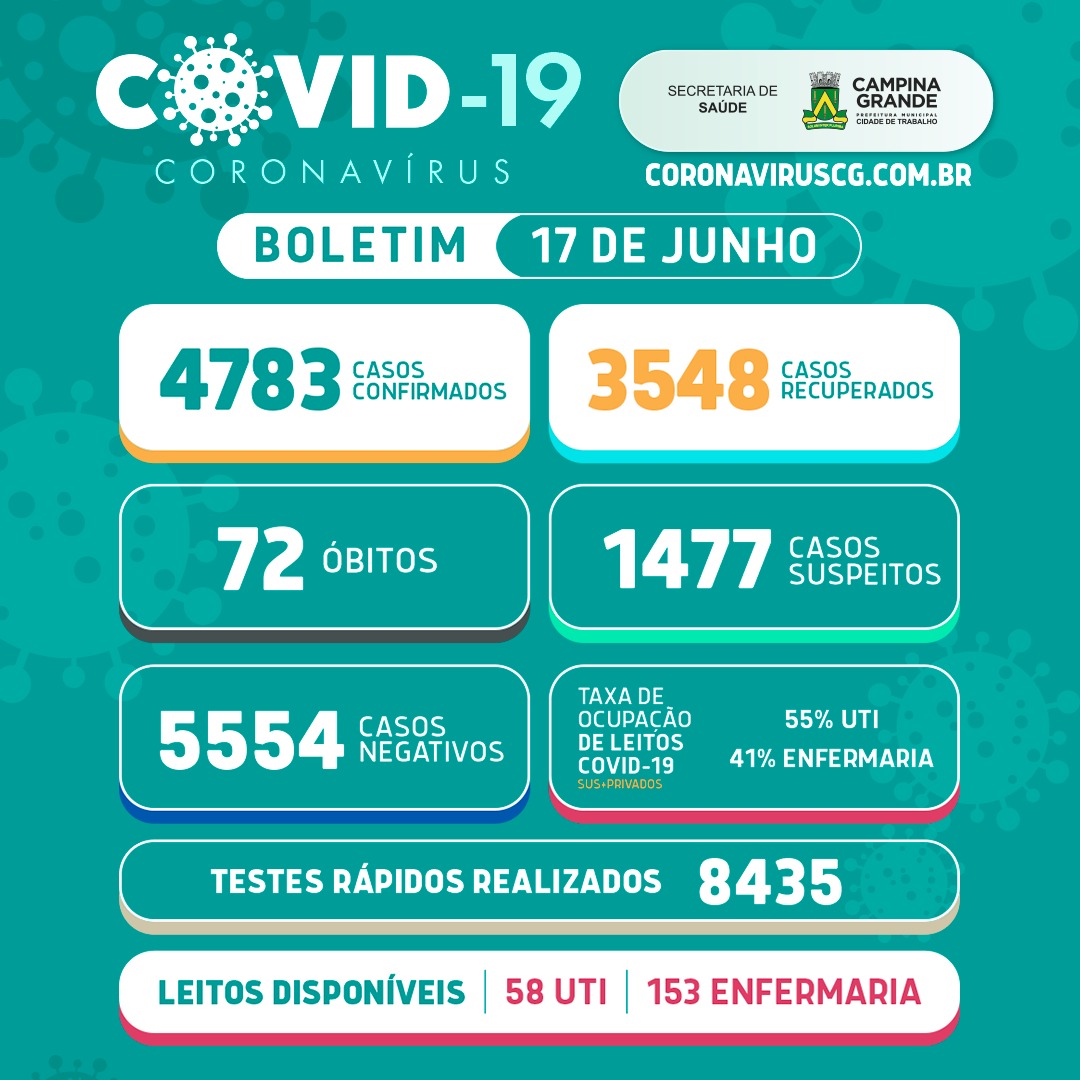 COVID-19
CORONAVÍRUS
SECRETARIA DE
SAÚDE
CAMPINA
GRANDE
PREFEITURA MUNICIPAL
CIDADE DE TRABALHO
CORONAVIRUSCG.COM.BR
BOLETIM 17 DE JUNHO
4783 CASOS
CONFIRMADOS
3548 CASOS
RECUPERADOS
72 ÓBITOS
1477 CASOS
SUSPEITOS
5554 CASOS
NEGATIVOS
TAXA DE
OCUPAÇÃO
DE LEITOS
COVID-19
SUS+PRIVADOS
55% UTI
41% ENFERMARIA
TESTES RÁPIDOS REALIZADOS 8435
LEITOS DISPONÍVEIS 58 UTI 153 ENFERMARIA